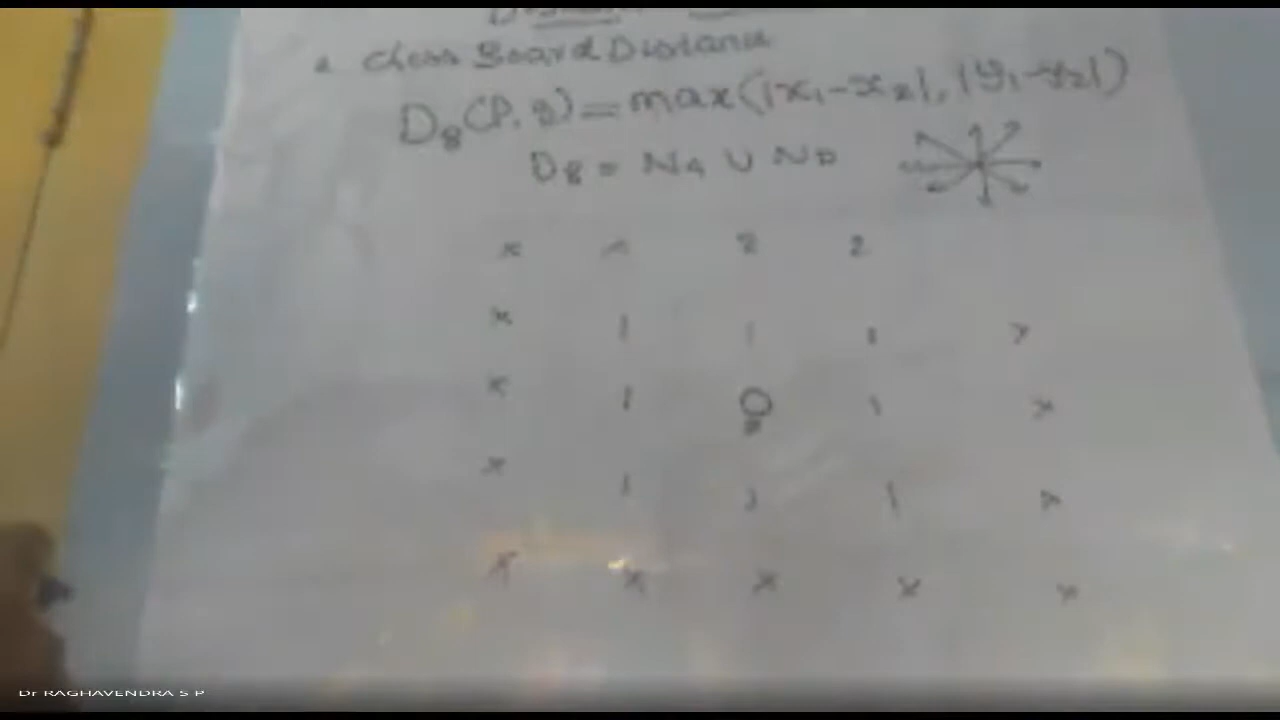 Chess Board Distance
D8(P, q) = max(|x1-x2|, |y1-y2|)
D8 = N4 U ND
x x 2 2
x 1 1 1 x
x 1 0 1 x
P
x 1 1 1 x
x x x x x
Dr RAGHAVENDRA S P